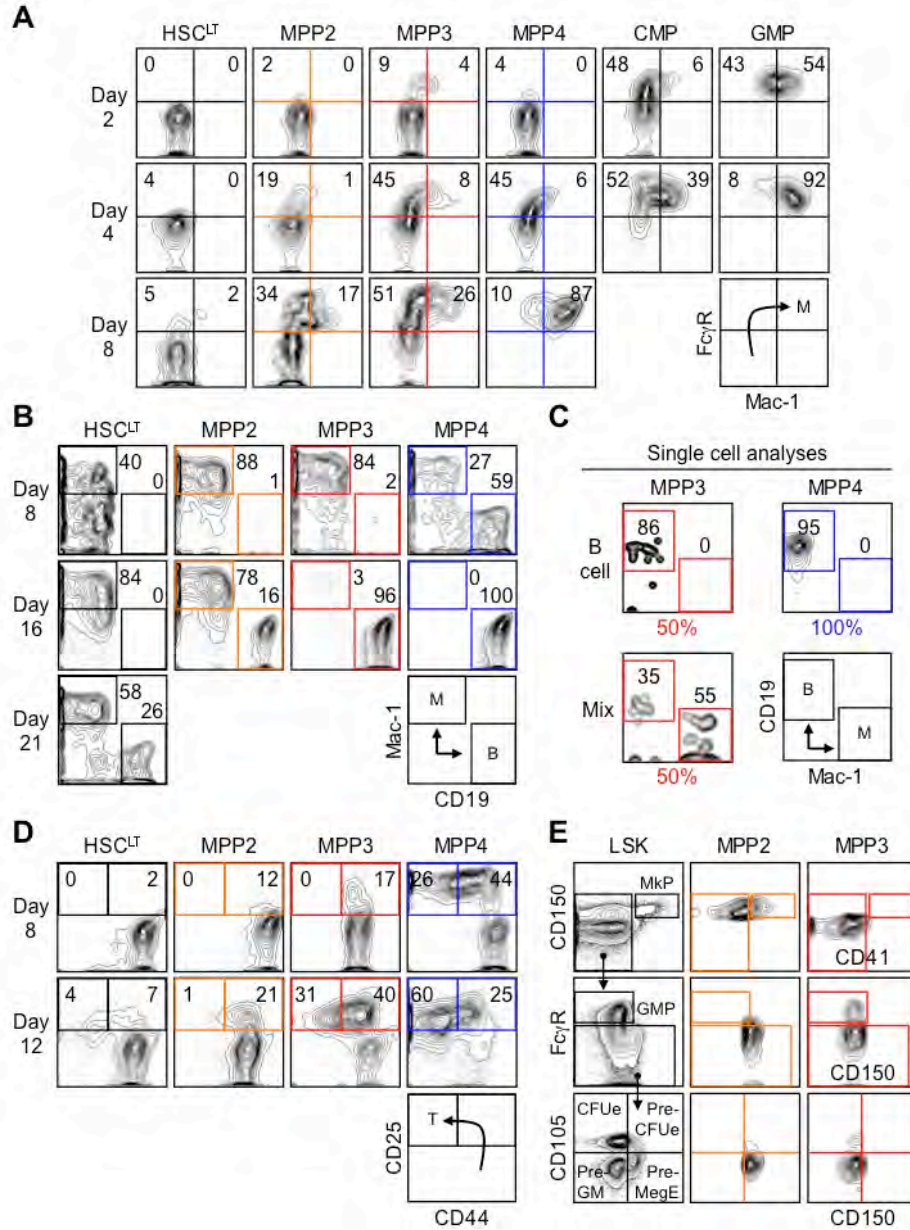 A
HSCLT MPP2 MPP3 MPP4 CMP GMP
Day 2
0 0 2 0 9 4 4 0 48 6 43 54
Day 4
4 0 19 1 45 8 45 6 52 39 8 92
Day 8
5 2 34 17 51 26 10 87
FcγR M
Mac-1
B
HSCLT MPP2 MPP3 MPP4
Day 8
40 0 88 1 84 2 27 59
Day 16
84 0 78 16 3 96 0 100
Day 21
58 26
Mac-1 M B
CD19
C
Single cell analyses
MPP3 MPP4
B cell
86 0 95 0
50% 100%
Mix
35 55
50%
CD19 B M
Mac-1
D
HSCLT MPP2 MPP3 MPP4
Day 8
0 2 0 12 0 17 26 44
Day 12
4 7 1 21 31 40 60 25
CD25 T
CD44
E
LSK MPP2 MPP3
CD150 MkP
CD41
FcγR GMP
CD150
CD105 CFUe Pre-CFUe
Pre-GM Pre-MegE
CD150